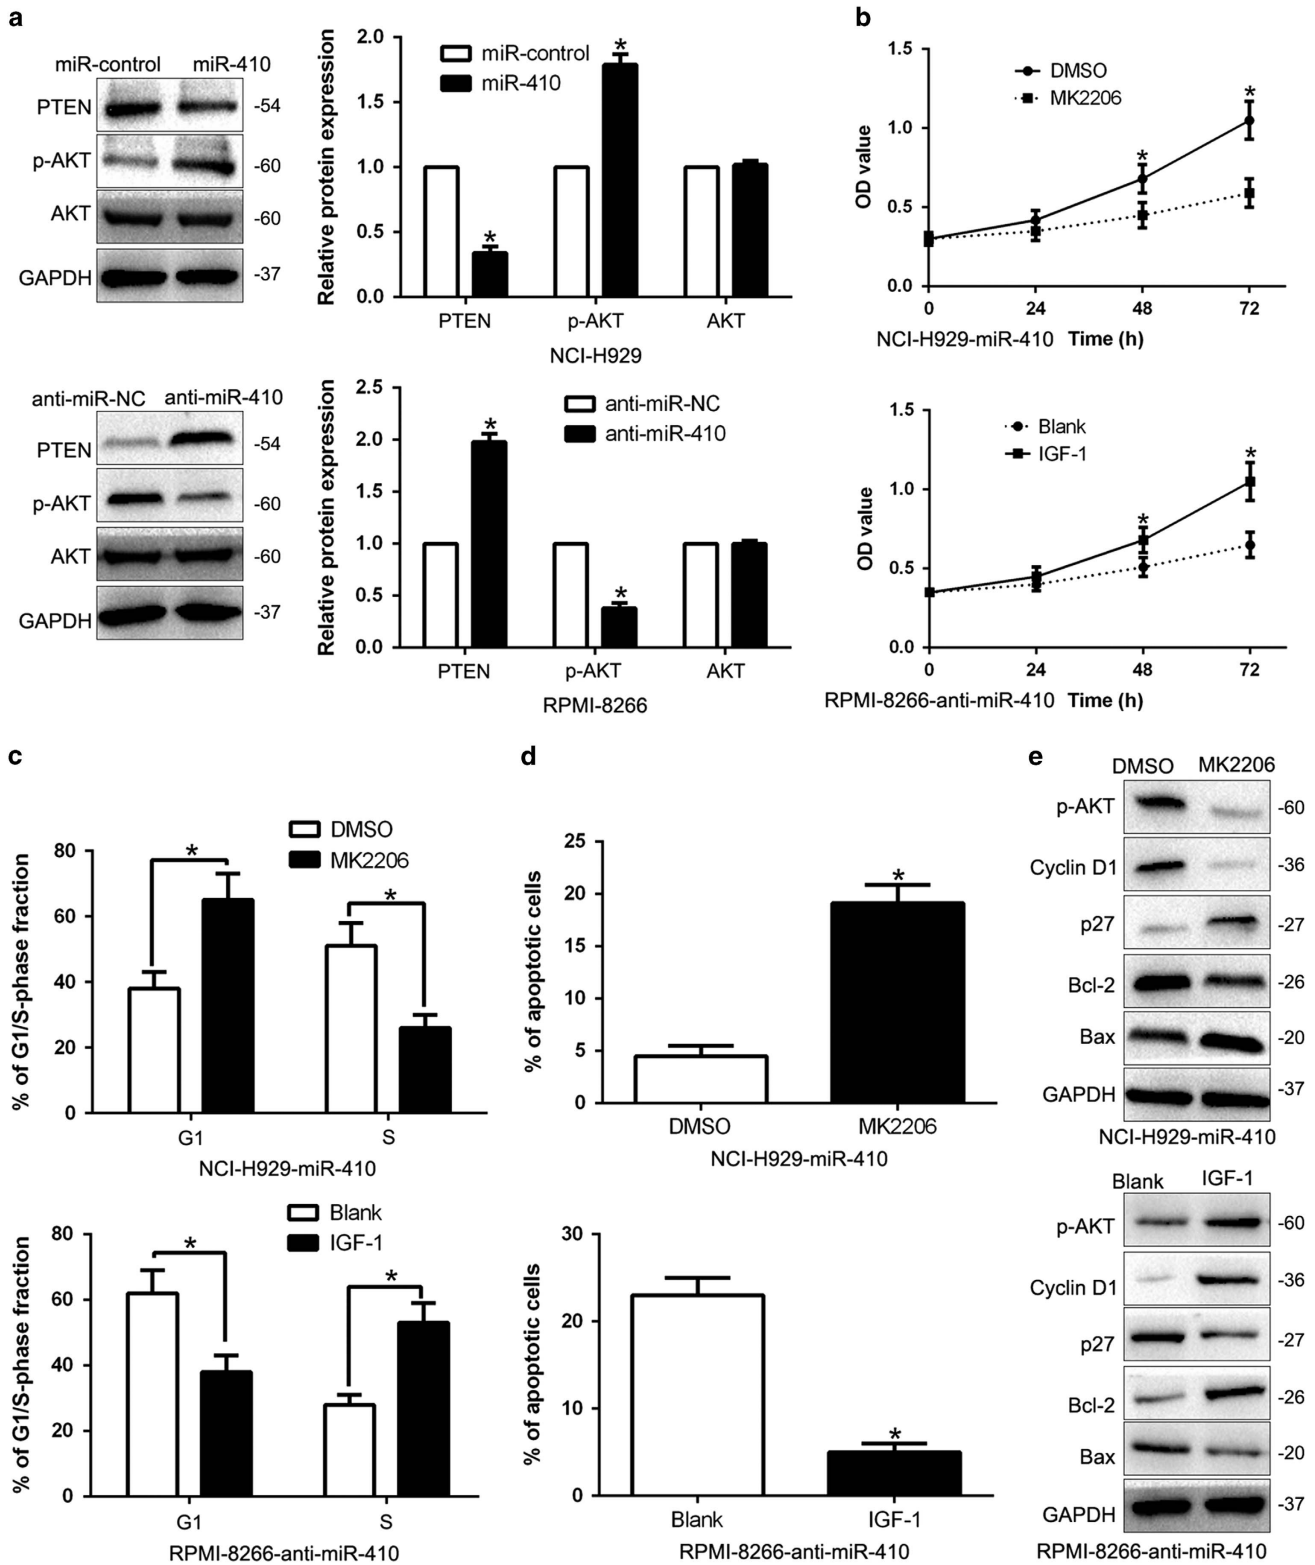 a
miR-control miR-410
PTEN -54
p-AKT -60
AKT -60
GAPDH -37
Relative protein expression
2.0
1.5
1.0
0.5
0.0
miR-control
miR-410
*
*
PTEN p-AKT AKT
NCI-H929
anti-miR-NC anti-miR-410
PTEN -54
p-AKT -60
AKT -60
GAPDH -37
Relative protein expression
2.5
2.0
1.5
1.0
0.5
0.0
anti-miR-NC
anti-miR-410
*
*
PTEN p-AKT AKT
RPMI-8266
b
OD value
1.5
1.0
0.5
0.0
DMSO
MK2206
*
*
0 24 48 72
NCI-H929-miR-410 Time (h)
OD value
1.5
1.0
0.5
0.0
Blank
IGF-1
*
*
0 24 48 72
RPMI-8266-anti-miR-410 Time (h)
c
% of G1/S-phase fraction
80
60
40
20
0
DMSO
MK2206
*
*
G1 S
NCI-H929-miR-410
% of G1/S-phase fraction
80
60
40
20
0
Blank
IGF-1
*
*
G1 S
RPMI-8266-anti-miR-410
d
% of apoptotic cells
25
20
15
10
5
0
*
DMSO MK2206
NCI-H929-miR-410
% of apoptotic cells
30
20
10
0
*
Blank IGF-1
RPMI-8266-anti-miR-410
e
DMSO MK2206
p-AKT -60
Cyclin D1 -36
p27 -27
Bcl-2 -26
Bax -20
GAPDH -37
NCI-H929-miR-410
Blank IGF-1
p-AKT -60
Cyclin D1 -36
p27 -27
Bcl-2 -26
Bax -20
GAPDH -37
RPMI-8266-anti-miR-410